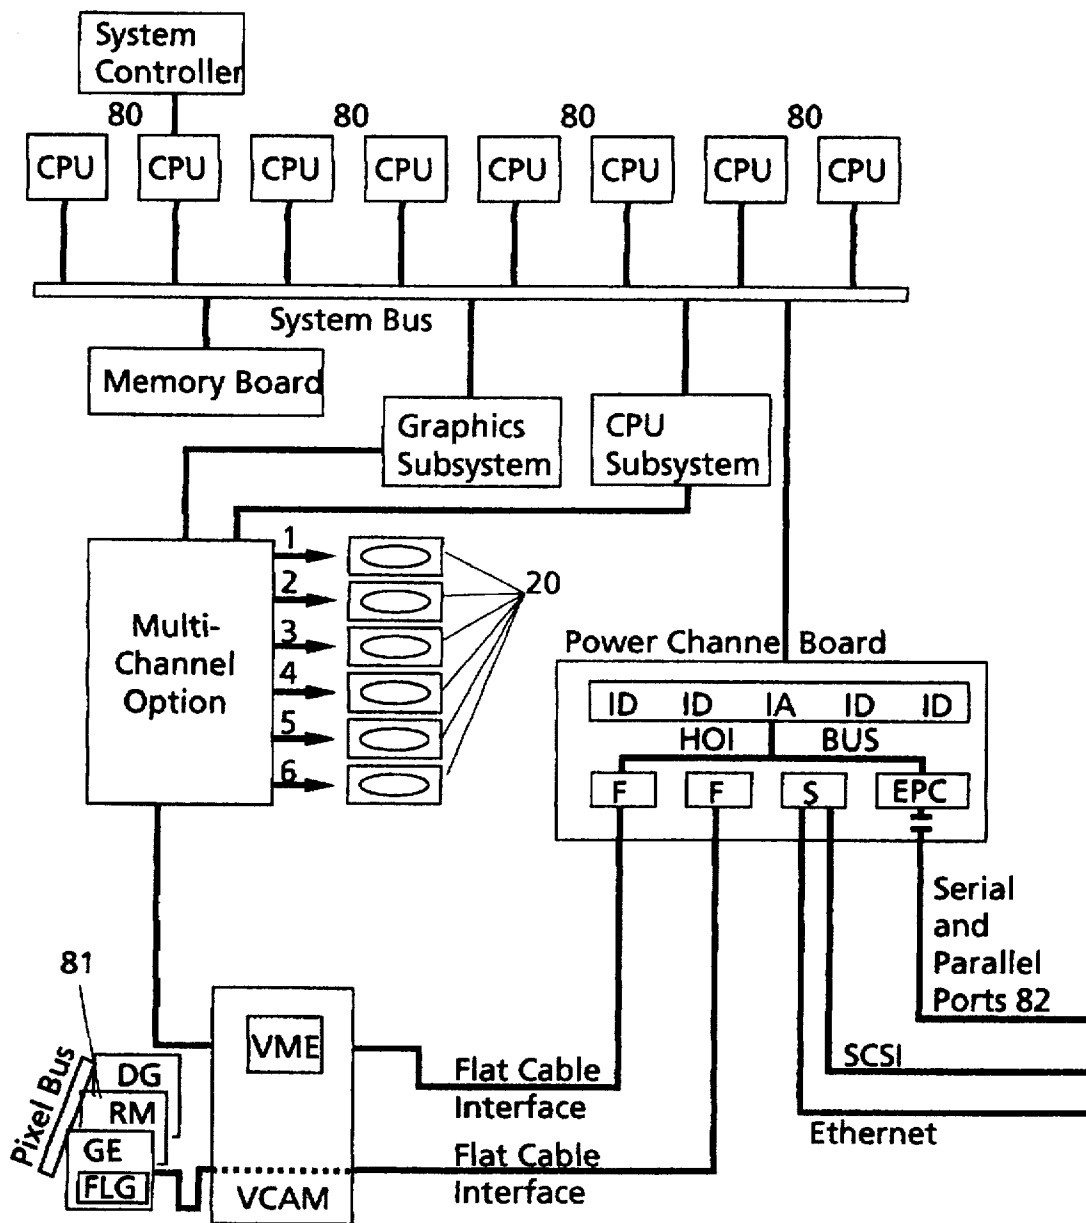 System
Controller
80 80 80 80
CPU CPU CPU CPU CPU CPU CPU CPU
System Bus
Memory Board
Graphics
Subsystem
CPU
Subsystem
Multi-
Channel
Option
1
2
3
4
5
6
20
Power Channel Board
ID ID IA ID ID
HOI BUS
F F S EPC
Serial
and
Parallel
Ports 82
SCSI
Ethernet
81
Pixel Bus
DG
RM
GE
FLG
VME
VCAM
Flat Cable
Interface
Flat Cable
Interface